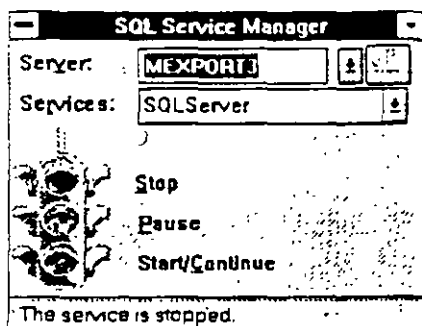 SQL Service Manager
Server: MEXPORT3
Services: SQLServer
Stop
Pause
Start/Continue
The service is stopped.